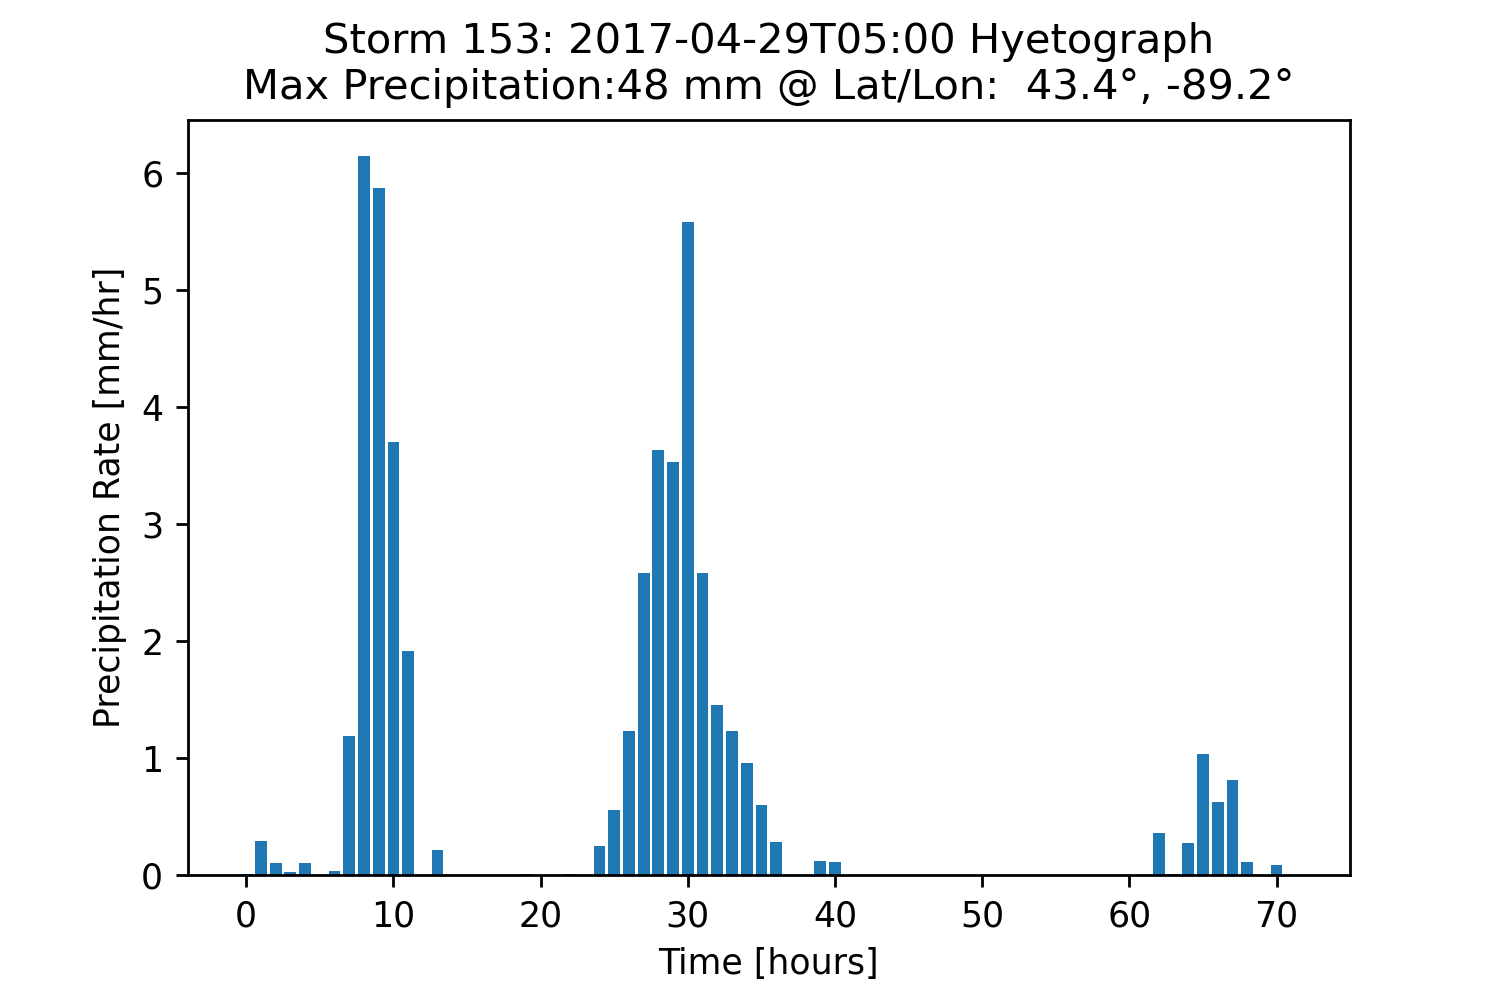 Storm 153: 2017-04-29T05:00 Hyetograph
Max Precipitation:48 mm @ Lat/Lon:  43.4°, -89.2°
6
5
4
3
2
1
0
Precipitation Rate [mm/hr]
0 10 20 30 40 50 60 70
Time [hours]